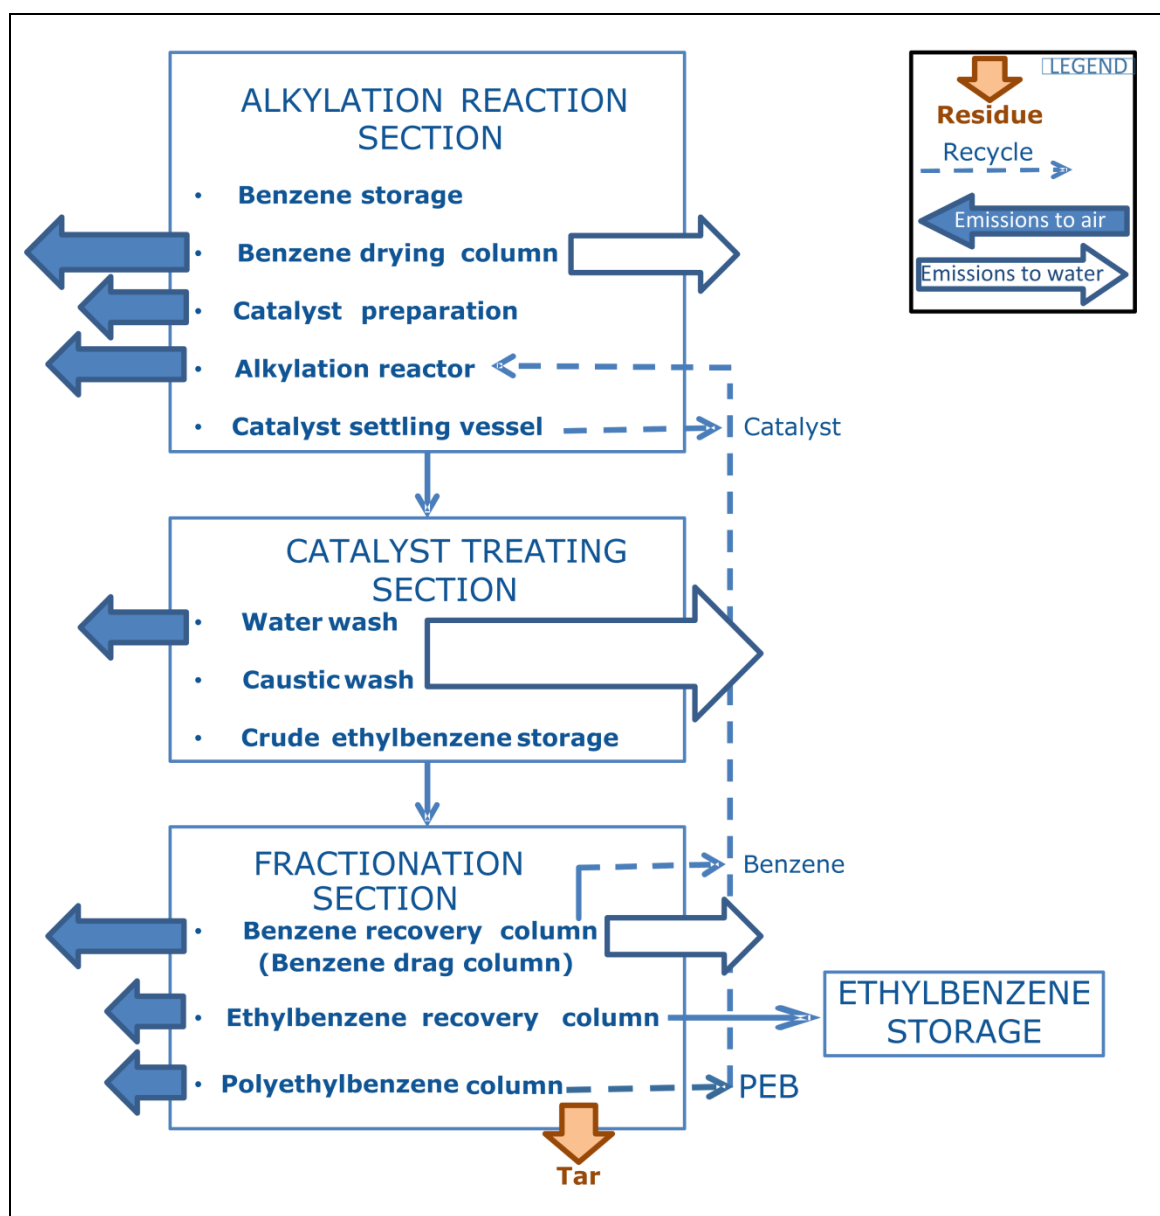 ALKYLATION REACTION
SECTION
• Benzene storage
• Benzene drying column
• Catalyst preparation
• Alkylation reactor
• Catalyst settling vessel
Catalyst
LEGEND
Residue
Recycle
Emissions to air
Emissions to water
CATALYST TREATING
SECTION
• Water wash
• Caustic wash
• Crude ethylbenzene storage
FRACTIONATION
SECTION
Benzene
• Benzene recovery column
(Benzene drag column)
• Ethylbenzene recovery column
• Polyethylbenzene column
PEB
ETHYLBENZENE
STORAGE
Tar